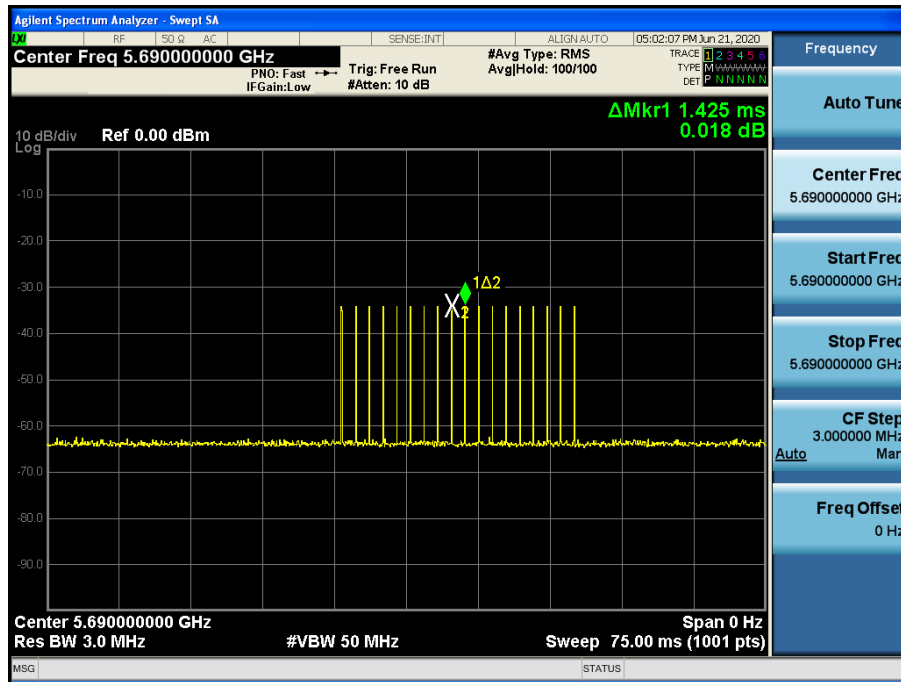 Agilent Spectrum Analyzer - Swept SA
LXI RF 50 Ω AC SENSE:INT ALIGN AUTO 05:02:07 PM Jun 21, 2020
Center Freq 5.690000000 GHz
PNO: Fast
IFGain:Low
Trig: Free Run
#Atten: 10 dB
#Avg Type: RMS
Avg|Hold: 100/100
TRACE 1 2 3 4 5 6
TYPE M WWWWW
DET P N N N N N
ΔMkr1 1.425 ms
0.018 dB
10 dB/div Ref 0.00 dBm
Log
-10.0
-20.0
-30.0
-40.0
-50.0
-60.0
-70.0
-80.0
-90.0
1Δ2
2
Center 5.690000000 GHz Span 0 Hz
Res BW 3.0 MHz #VBW 50 MHz Sweep 75.00 ms (1001 pts)
MSG STATUS
Frequency
Auto Tune
Center Freq
5.690000000 GHz
Start Freq
5.690000000 GHz
Stop Freq
5.690000000 GHz
CF Step
3.000000 MHz
Auto Man
Freq Offset
0 Hz